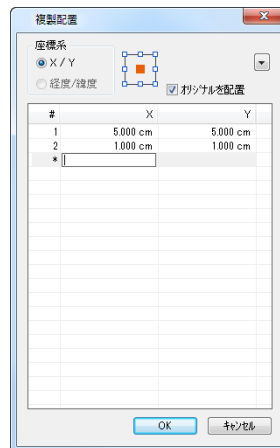 複製配置
座標系
X / Y
経度/緯度
オリジナルを配置
# X Y
1 5.000 cm 5.000 cm
2 1.000 cm 1.000 cm
*
OK キャンセル